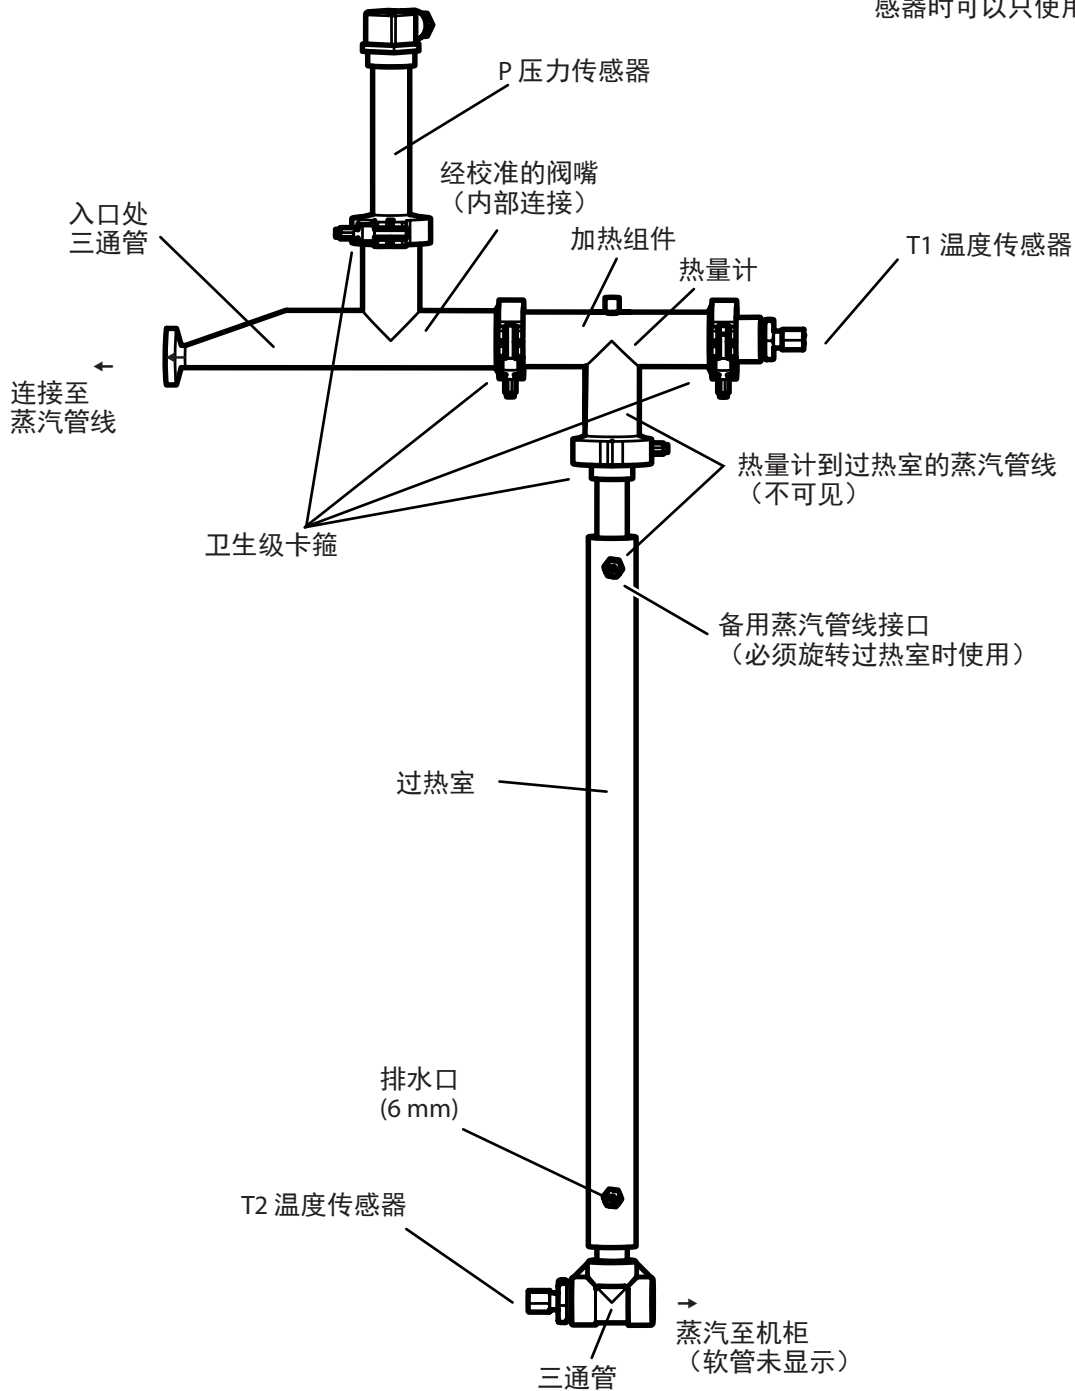 感器时可以只使用
P 压力传感器
经校准的阀嘴
（内部连接）
入口处
三通管
加热组件
热量计
T1 温度传感器
←
连接至
蒸汽管线
热量计到过热室的蒸汽管线
（不可见）
卫生级卡箍
备用蒸汽管线接口
（必须旋转过热室时使用）
过热室
排水口
(6 mm)
T2 温度传感器
→
蒸汽至机柜
（软管未显示）
三通管